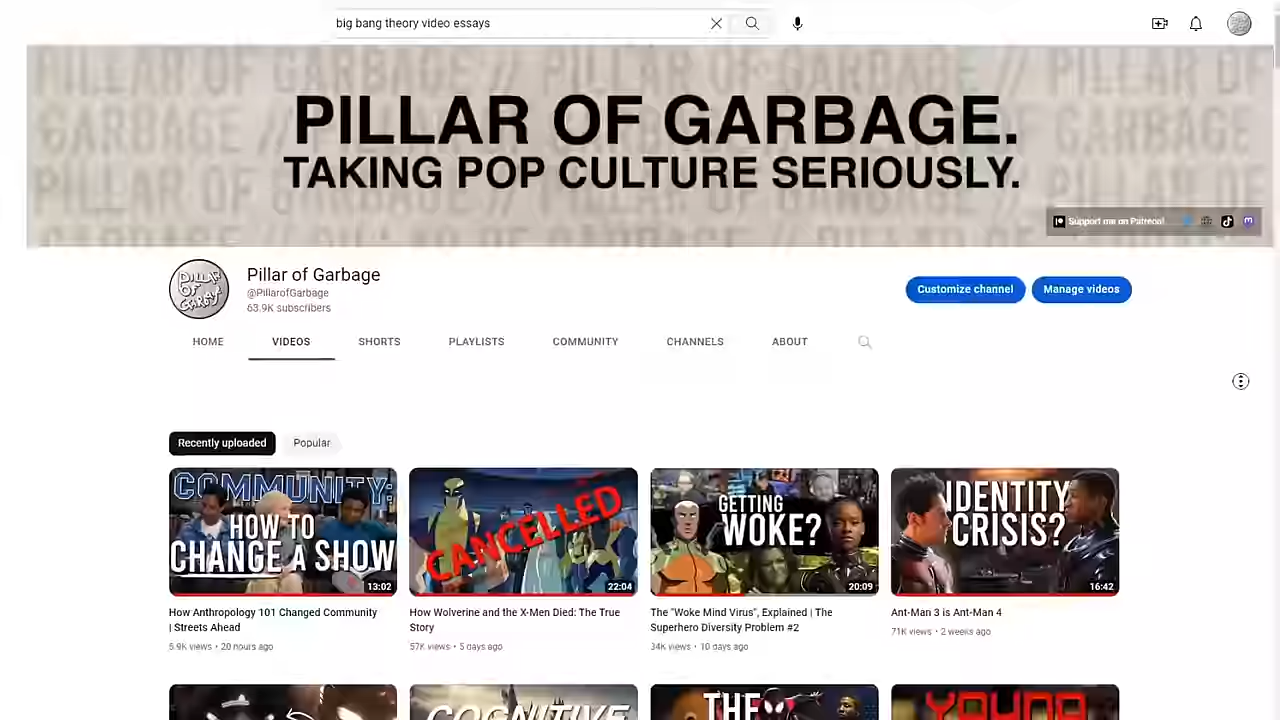 big bang theory video essays
PILLAR OF GARBAGE.
TAKING POP CULTURE SERIOUSLY.
Support me on Patreon!
Pillar of Garbage
@PillarofGarbage
63.9K subscribers
Customize channel
Manage videos
HOME
VIDEOS
SHORTS
PLAYLISTS
COMMUNITY
CHANNELS
ABOUT
Recently uploaded
Popular
COMMUNITY:
HOW TO
CHANGE A SHOW
13:02
CANCELLED
22:04
GETTING
WOKE?
20:09
IDENTITY
CRISIS?
16:42
How Anthropology 101 Changed Community
| Streets Ahead
5.9K views • 20 hours ago
How Wolverine and the X-Men Died: The True
Story
57K views • 5 days ago
The "Woke Mind Virus", Explained | The
Superhero Diversity Problem #2
34K views • 10 days ago
Ant-Man 3 is Ant-Man 4
71K views • 2 weeks ago
COGNITIVE
THE
YOUNG